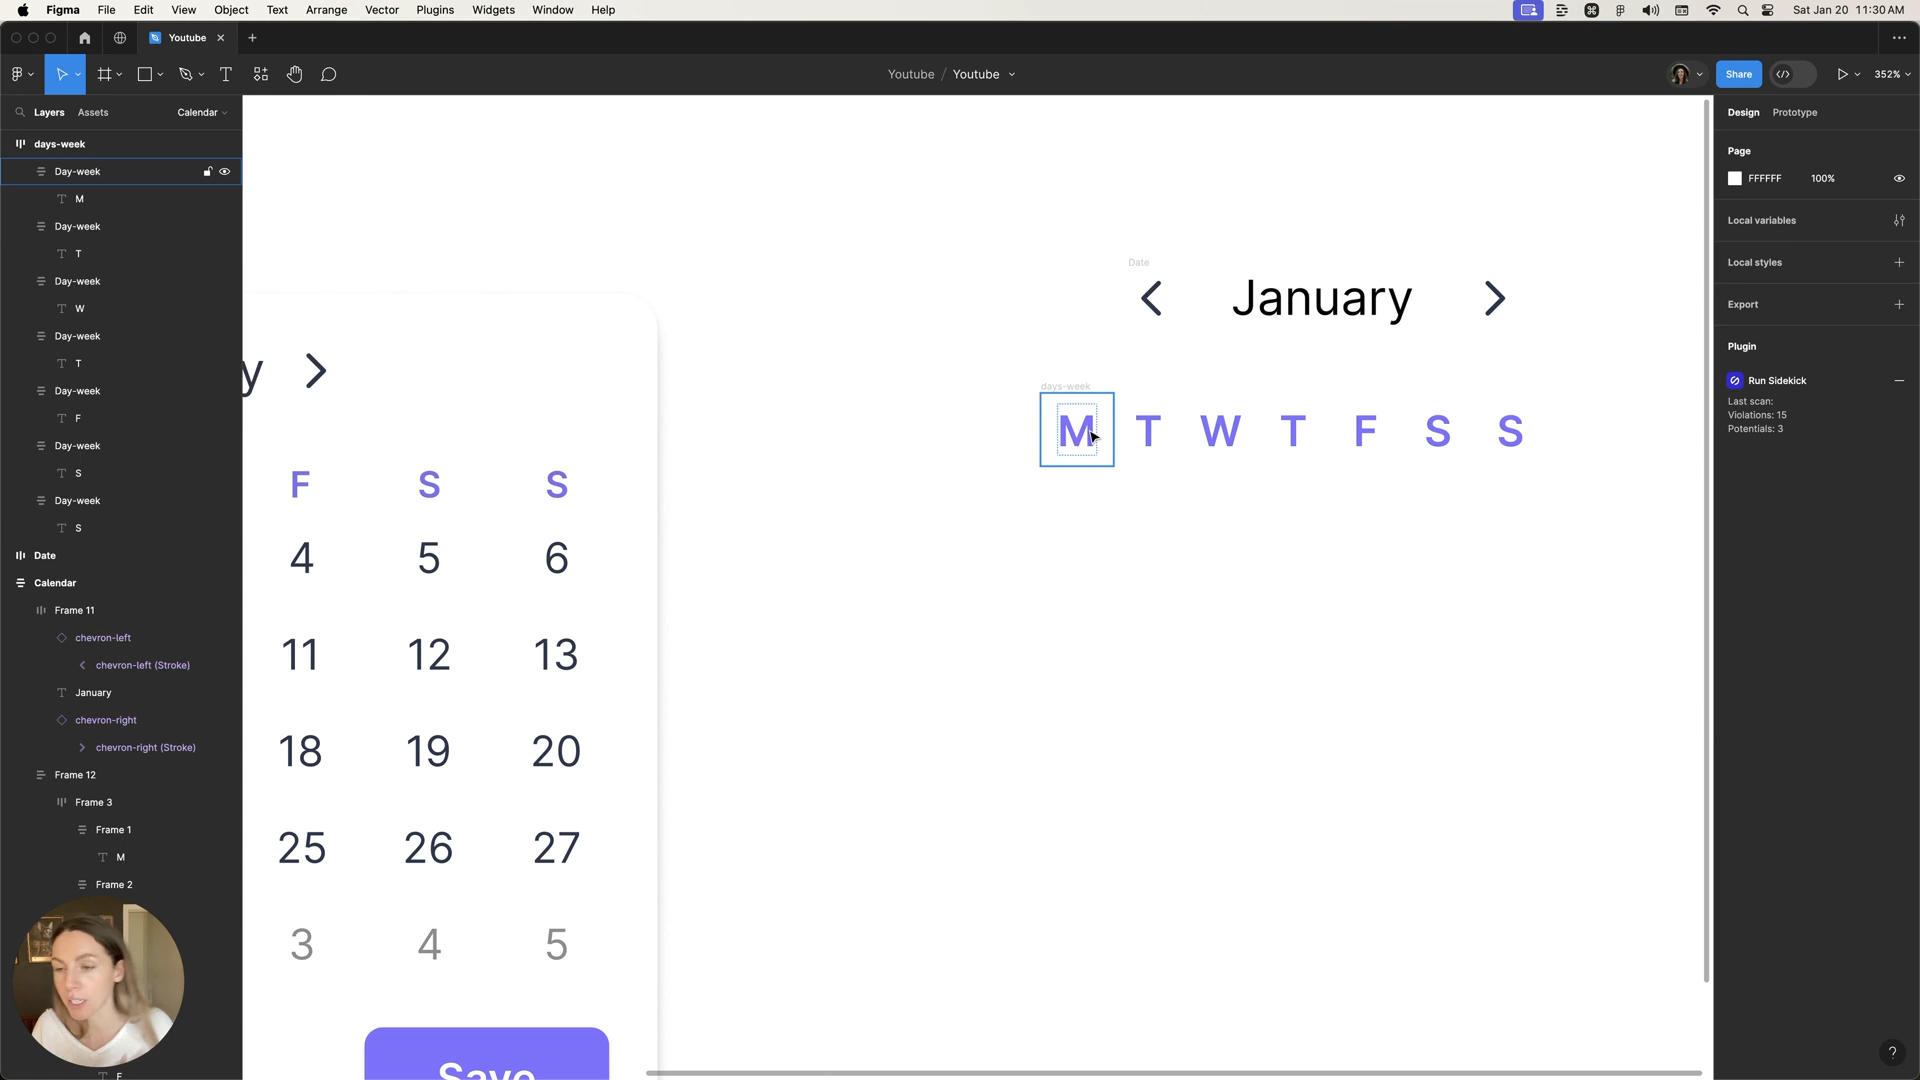 Figma File Edit View Object Text Arrange Vector Plugins Widgets Window Help
Sat Jan 20 11:30 AM
Youtube
Youtube / Youtube
Share
352%
Layers Assets
Calendar
days-week
Day-week
M
Day-week
T
Day-week
W
Day-week
T
Day-week
F
Day-week
S
Day-week
S
Date
Calendar
Frame 11
chevron-left
chevron-left (Stroke)
January
chevron-right
chevron-right (Stroke)
Frame 12
Frame 3
Frame 1
M
Frame 2
F
y
F S S
4 5 6
11 12 13
18 19 20
25 26 27
3 4 5
Save
Date
January
days-week
M T W T F S S
Design Prototype
Page
FFFFFF 100%
Local variables
Local styles
Export
Plugin
Run Sidekick
Last scan:
Violations: 15
Potentials: 3
?